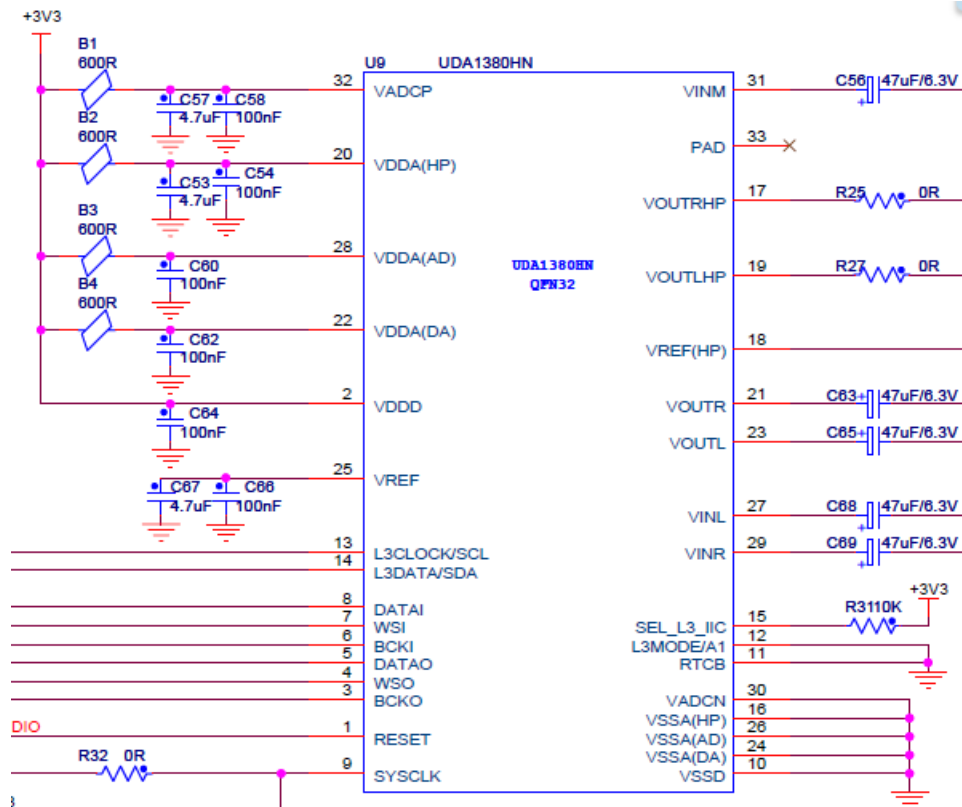 +3V3
B1
600R
C57
4.7uF
C58
100nF
B2
600R
C53
4.7uF
C54
100nF
B3
600R
C60
100nF
B4
600R
C62
100nF
C64
100nF
C67
4.7uF
C66
100nF
DIO
R32 0R
U9 UDA1380HN
32 VADCP
20 VDDA(HP)
28 VDDA(AD)
22 VDDA(DA)
2 VDDD
25 VREF
13 L3CLOCK/SCL
14 L3DATA/SDA
8 DATAI
7 WSI
6 BCKI
5 DATAO
4 WSO
3 BCKO
1 RESET
9 SYSCLK
UDA1380HN
QFN32
VINM 31 C56 47uF/6.3V
+
PAD 33
VOUTRHP 17 R25 0R
VOUTLHP 19 R27 0R
VREF(HP) 18
VOUTR 21 C63+ 47uF/6.3V
VOUTL 23 C65+ 47uF/6.3V
VINL 27 C68 47uF/6.3V
+
VINR 29 C69 47uF/6.3V
+
+3V3
SEL_L3_IIC 15 R3110K
L3MODE/A1 12
RTCB 11
VADCN 30
VSSA(HP) 16
VSSA(AD) 26
VSSA(DA) 24
VSSD 10